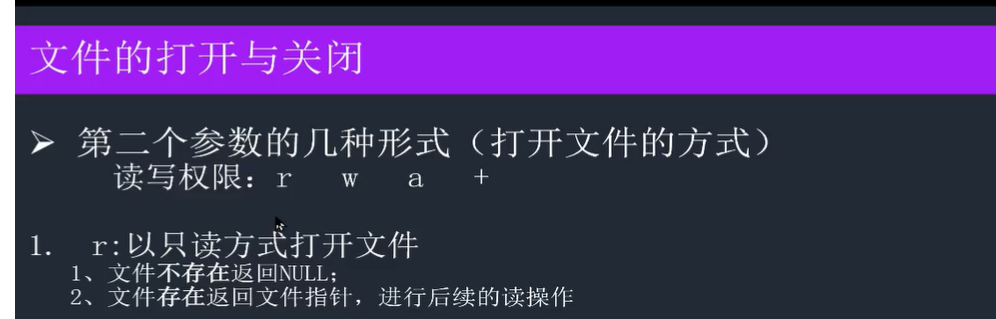 文件的打开与关闭
➢ 第二个参数的几种形式（打开文件的方式）
读写权限：r w a +
1. r:以只读方式打开文件
1、文件不存在返回NULL;
2、文件存在返回文件指针，进行后续的读操作